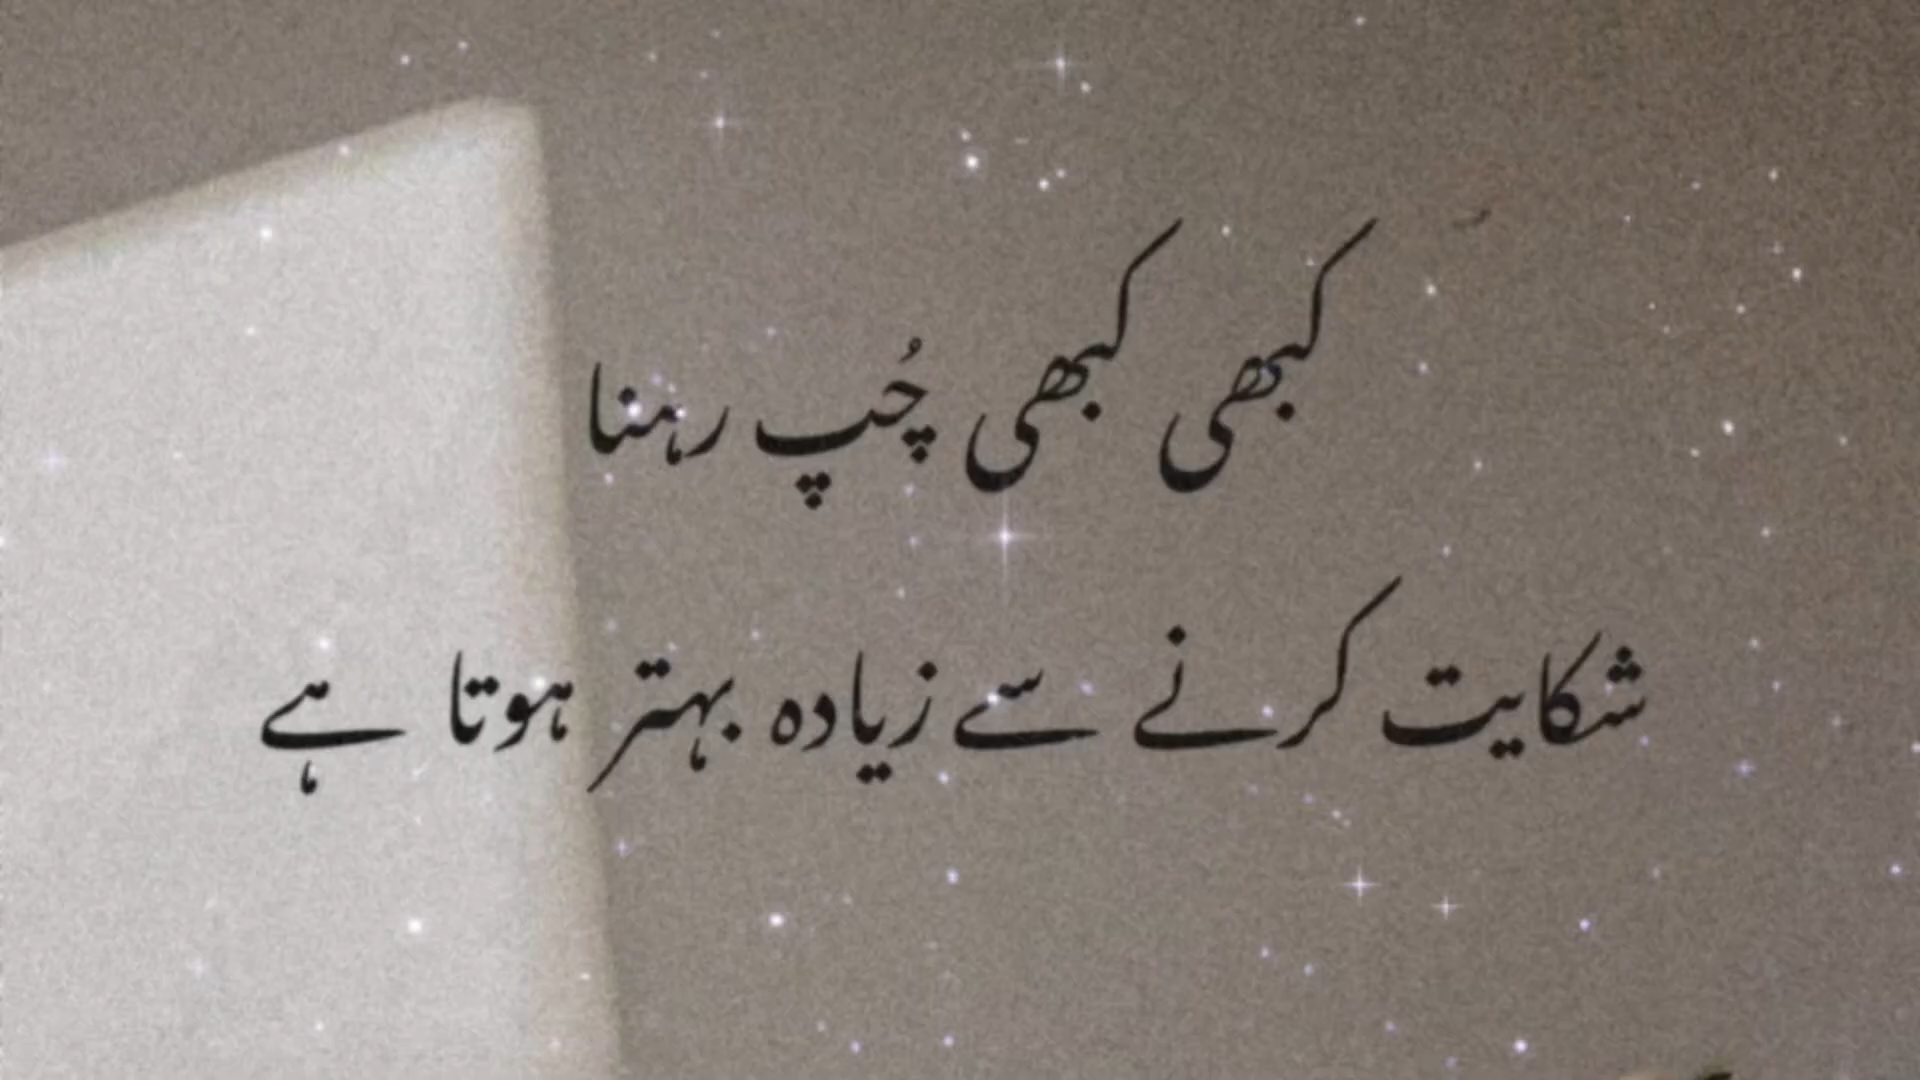 کبھی کبھی چُپ رہنا
شکایت کرنے سے زیادہ بہتر ہوتا ہے